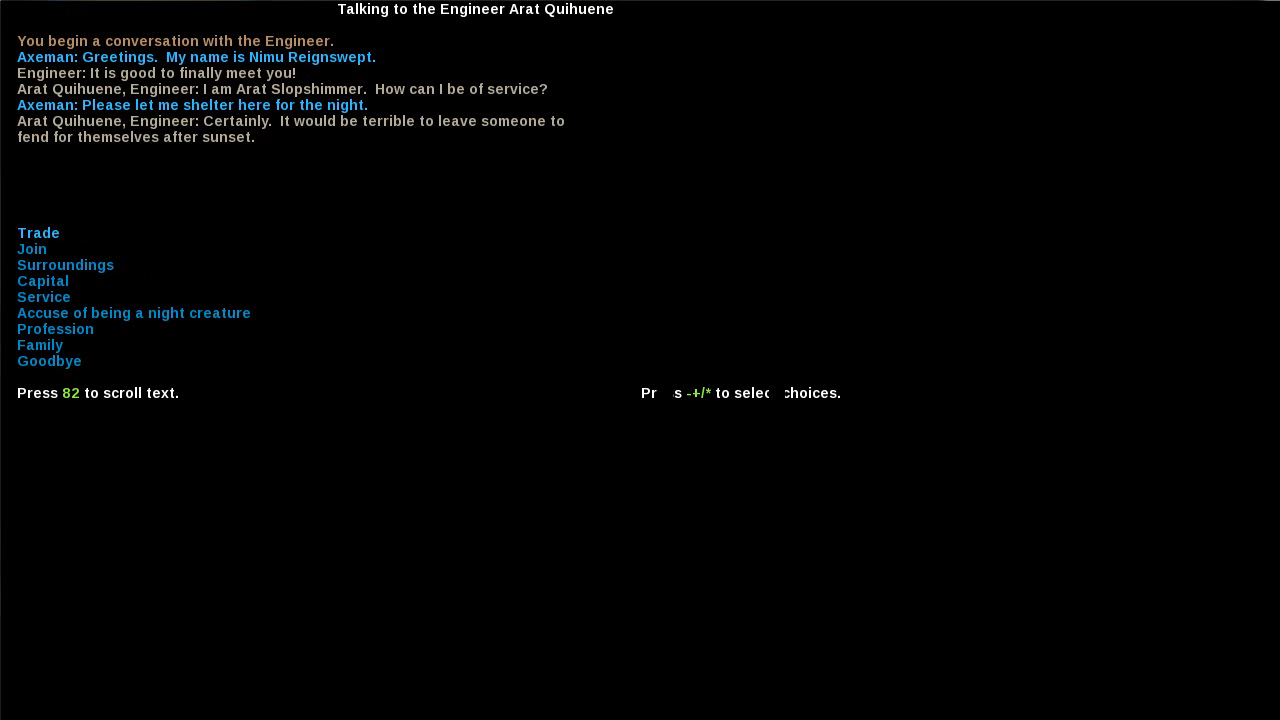 Talking to the Engineer Arat Quihuene
You begin a conversation with the Engineer.
Axeman: Greetings.  My name is Nimu Reignswept.
Engineer: It is good to finally meet you!
Arat Quihuene, Engineer: I am Arat Slopshimmer.  How can I be of service?
Axeman: Please let me shelter here for the night.
Arat Quihuene, Engineer: Certainly.  It would be terrible to leave someone to
fend for themselves after sunset.
Trade
Join
Surroundings
Capital
Service
Accuse of being a night creature
Profession
Family
Goodbye
Press 82 to scroll text.
-+/* to choices.